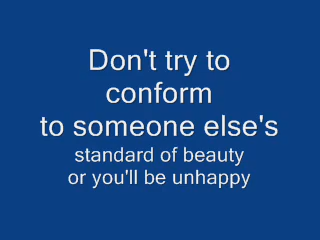 Don't try to
conform
to someone else's
standard of beauty
or you'll be unhappy